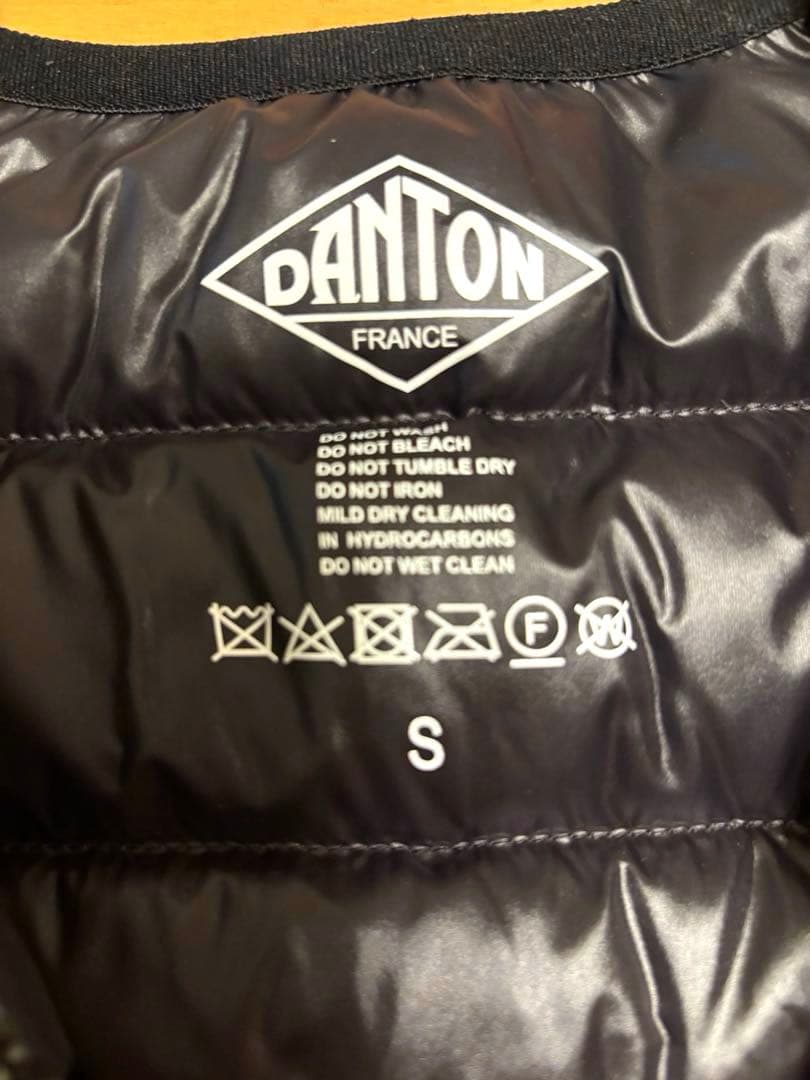 DANTON
FRANCE
DO NOT WASH
DO NOT BLEACH
DO NOT TUMBLE DRY
DO NOT IRON
MILD DRY CLEANING
IN HYDROCARBONS
DO NOT WET CLEAN
F W
S